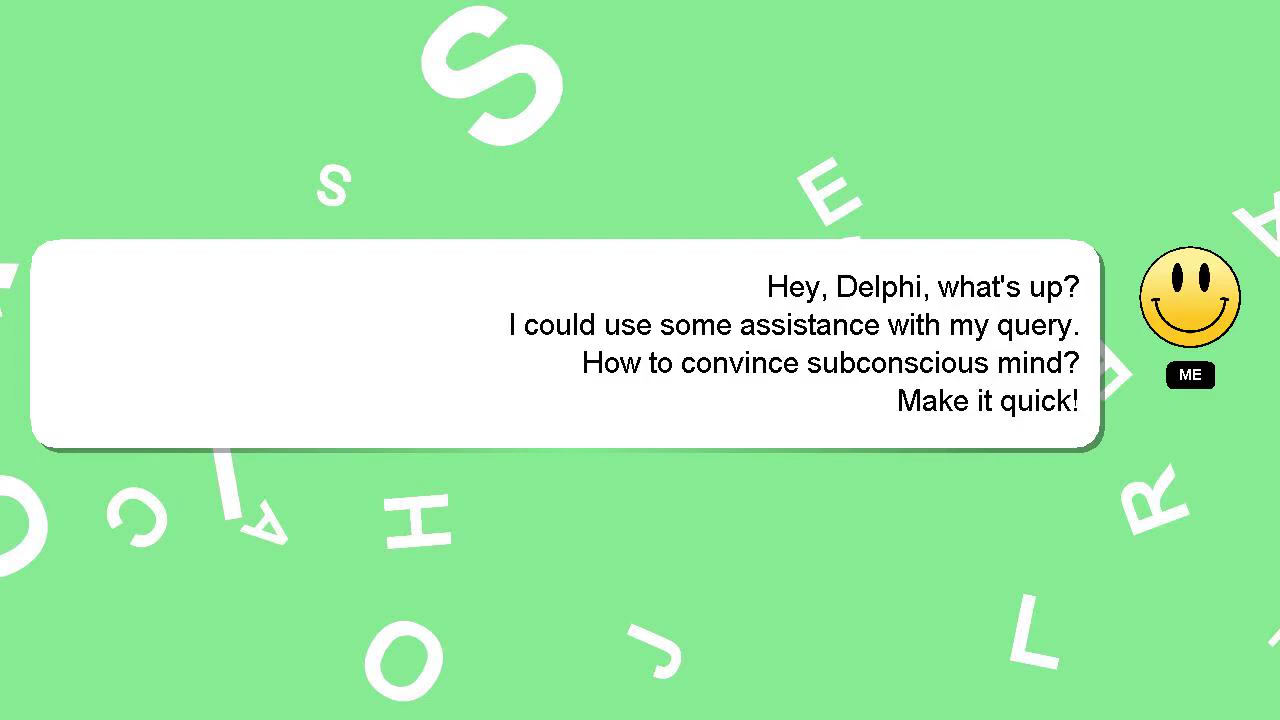 Hey, Delphi, what's up?
I could use some assistance with my query.
How to convince subconscious mind?
Make it quick!
ME
S
S
E
A
E
O
C
I
A
H
R
O
J
L